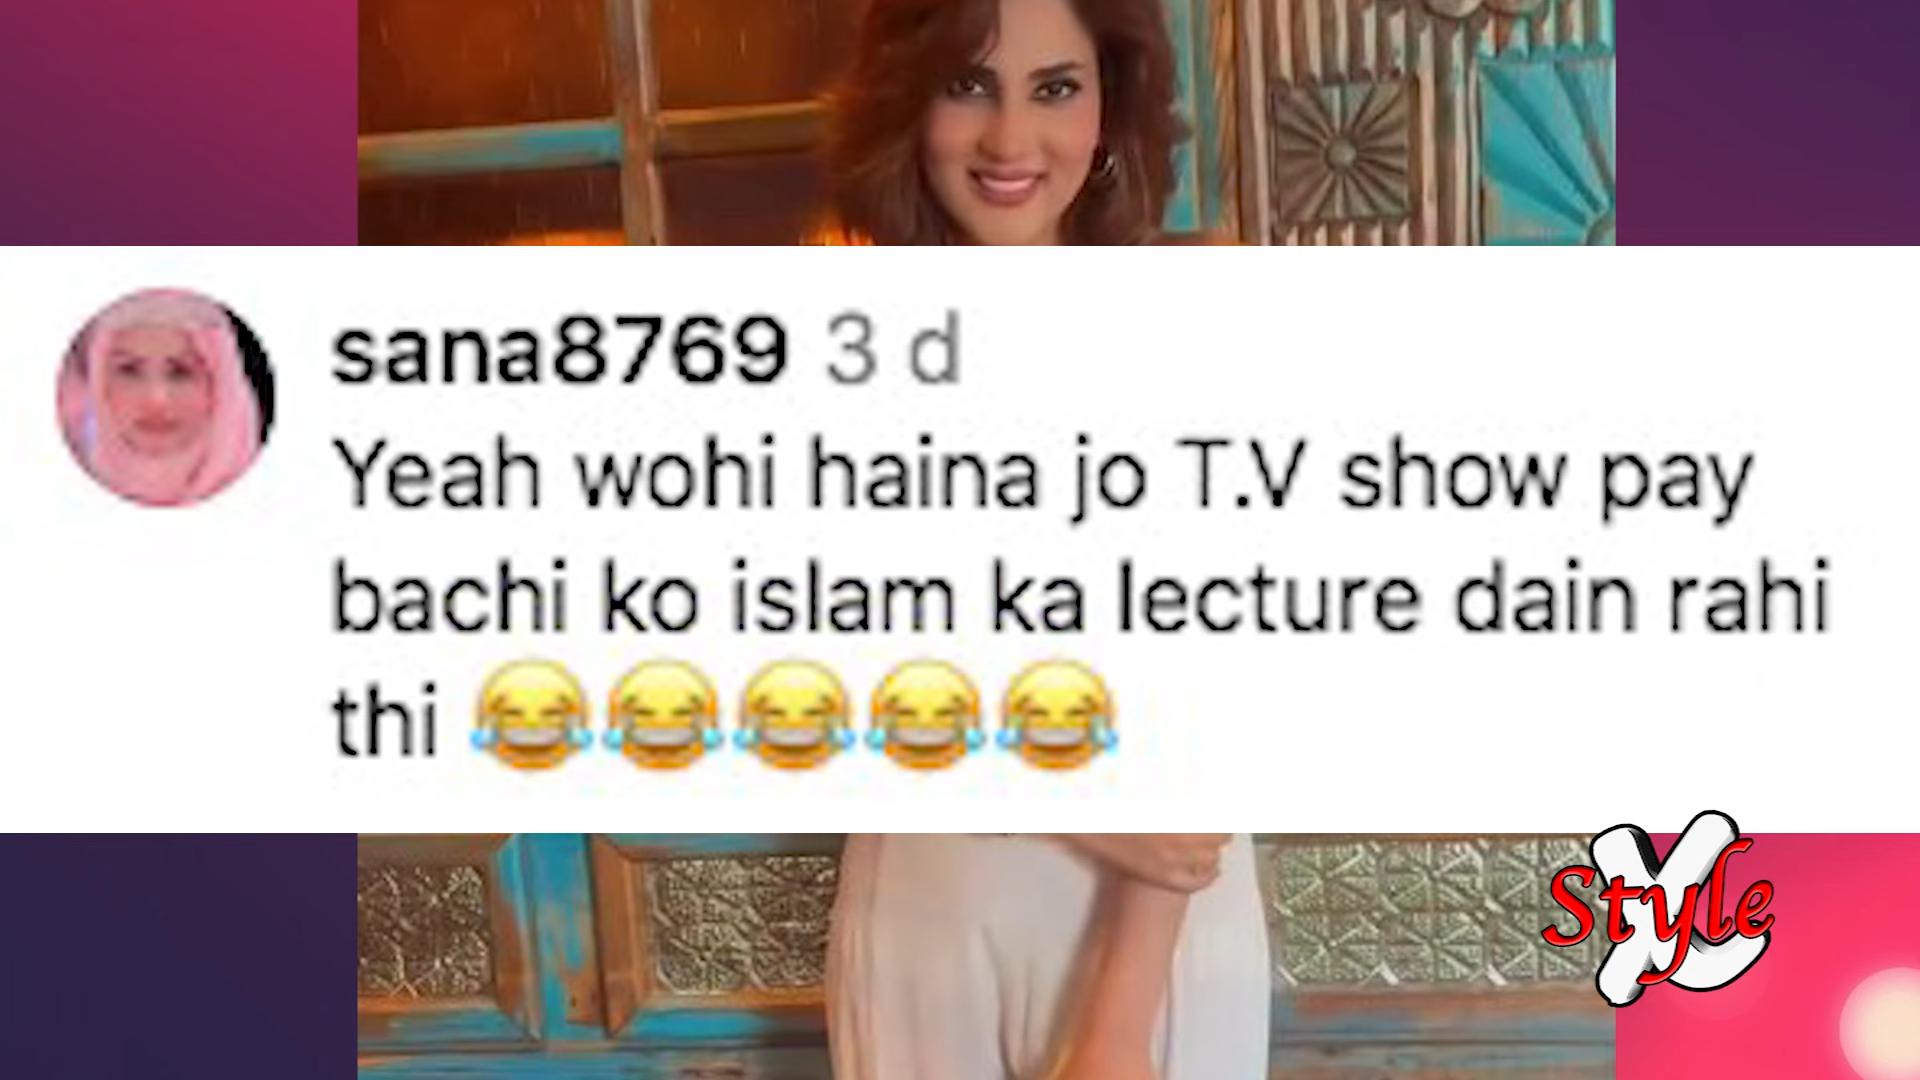 sana8769 3 d
Yeah wohi haina jo T.V show pay
bachi ko islam ka lecture dain rahi
thi 😂😂😂😂😂
Style X